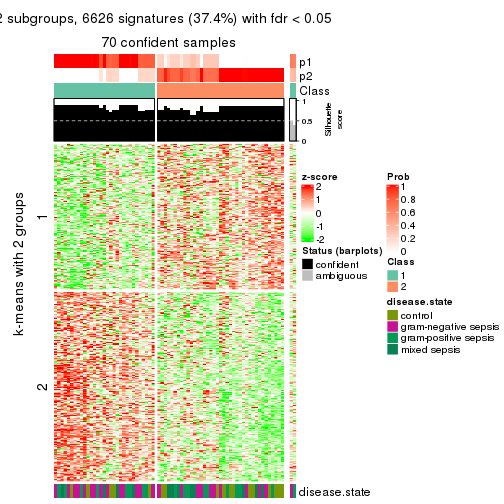 2 subgroups, 6626 signatures (37.4%) with fdr < 0.05
70 confident samples
p1
p2
Class
1
0.5
0
Silhouette
score
k-means with 2 groups
1
2
z-score
2
1
0
-1
-2
Status (barplots)
confident
ambiguous
Prob
1
0.8
0.6
0.4
0.2
0
Class
1
2
disease.state
control
gram-negative sepsis
gram-positive sepsis
mixed sepsis
disease.state